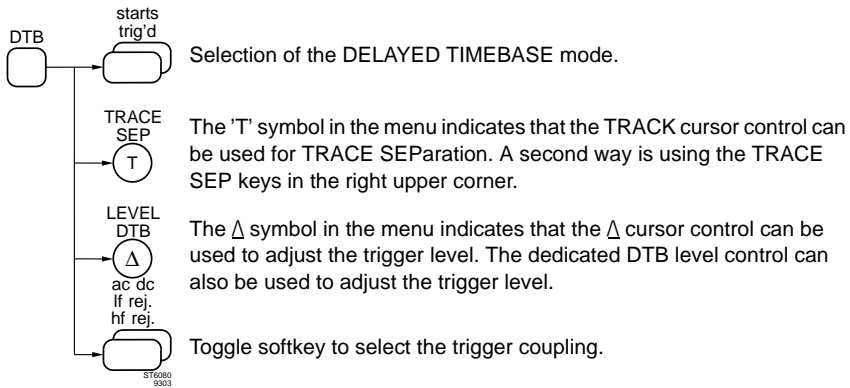 DTB
starts
trig'd
Selection of the DELAYED TIMEBASE mode.
TRACE
SEP
T
The 'T' symbol in the menu indicates that the TRACK cursor control can
be used for TRACE SEParation. A second way is using the TRACE
SEP keys in the right upper corner.
LEVEL
DTB
Δ
The Δ symbol in the menu indicates that the Δ cursor control can be
used to adjust the trigger level. The dedicated DTB level control can
also be used to adjust the trigger level.
ac dc
lf rej.
hf rej.
Toggle softkey to select the trigger coupling.
ST6080
9303